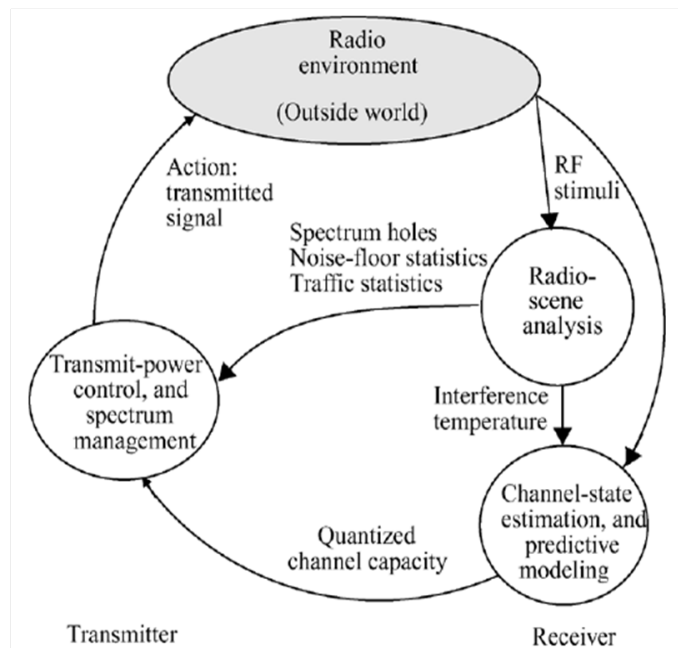 Radio
environment
(Outside world)
Action:
transmitted
signal
RF
stimuli
Spectrum holes
Noise-floor statistics
Traffic statistics
Radio-
scene
analysis
Transmit-power
control, and
spectrum
management
Interference
temperature
Channel-state
estimation, and
predictive
modeling
Quantized
channel capacity
Transmitter
Receiver